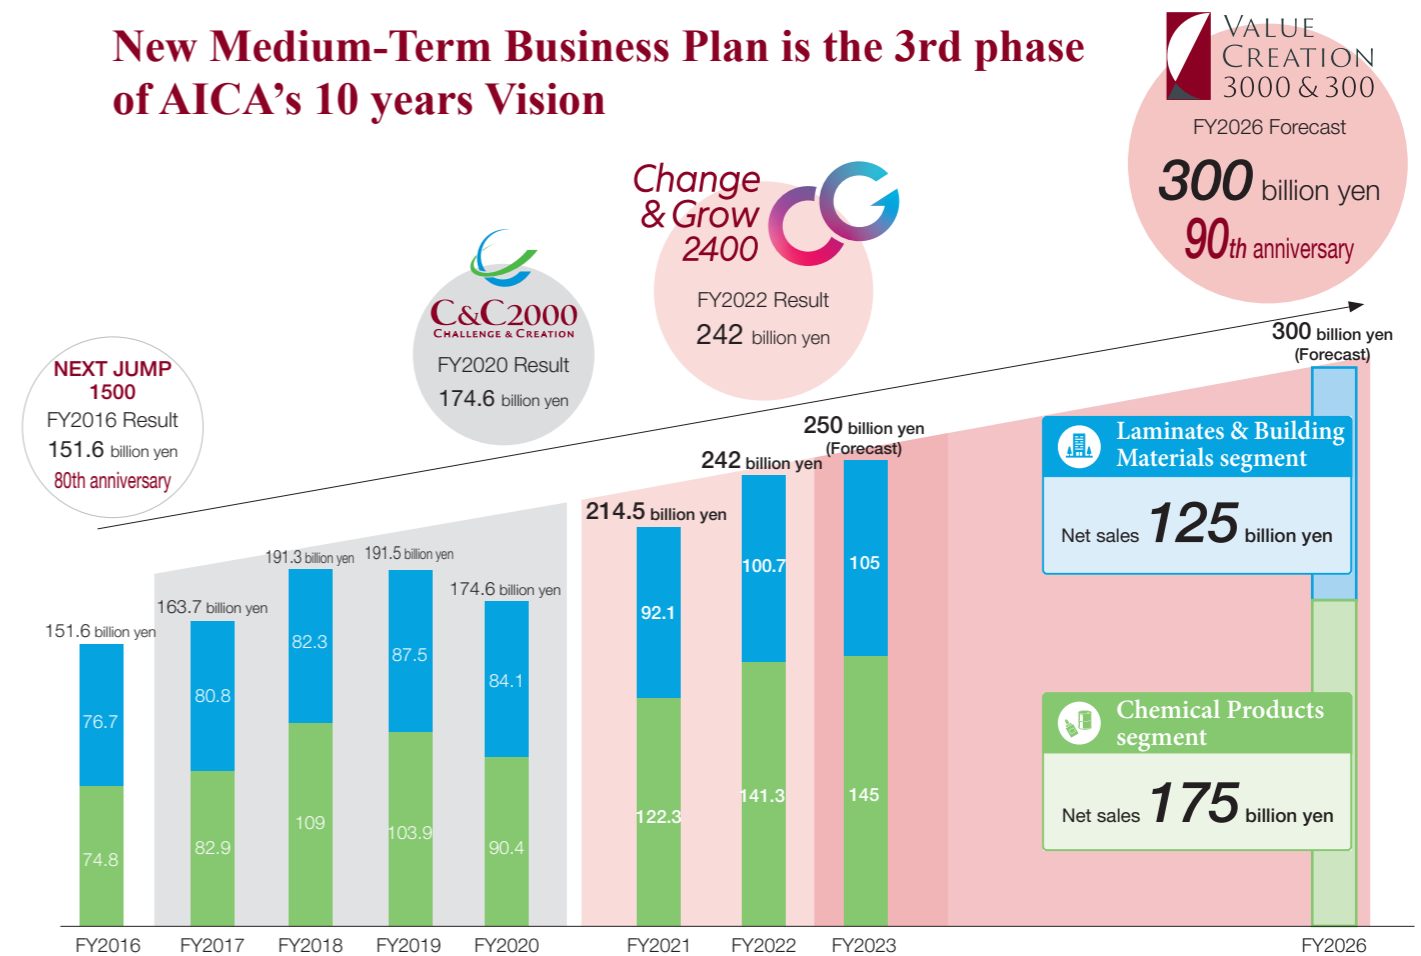 New Medium-Term Business Plan is the 3rd phase
of AICA’s 10 years Vision
VALUE
CREATION
3000 & 300
FY2026 Forecast
300 billion yen
90th anniversary
Change
& Grow
2400
FY2022 Result
242 billion yen
C&C2000
CHALLENGE & CREATION
FY2020 Result
174.6 billion yen
NEXT JUMP
1500
FY2016 Result
151.6 billion yen
80th anniversary
300 billion yen
(Forecast)
250 billion yen
(Forecast)
242 billion yen
214.5 billion yen
191.3 billion yen
191.5 billion yen
174.6 billion yen
163.7 billion yen
151.6 billion yen
76.7
74.8
80.8
82.9
82.3
109
87.5
103.9
84.1
90.4
92.1
122.3
100.7
141.3
105
145
Laminates & Building
Materials segment
Net sales 125 billion yen
Chemical Products
segment
Net sales 175 billion yen
FY2016
FY2017
FY2018
FY2019
FY2020
FY2021
FY2022
FY2023
FY2026